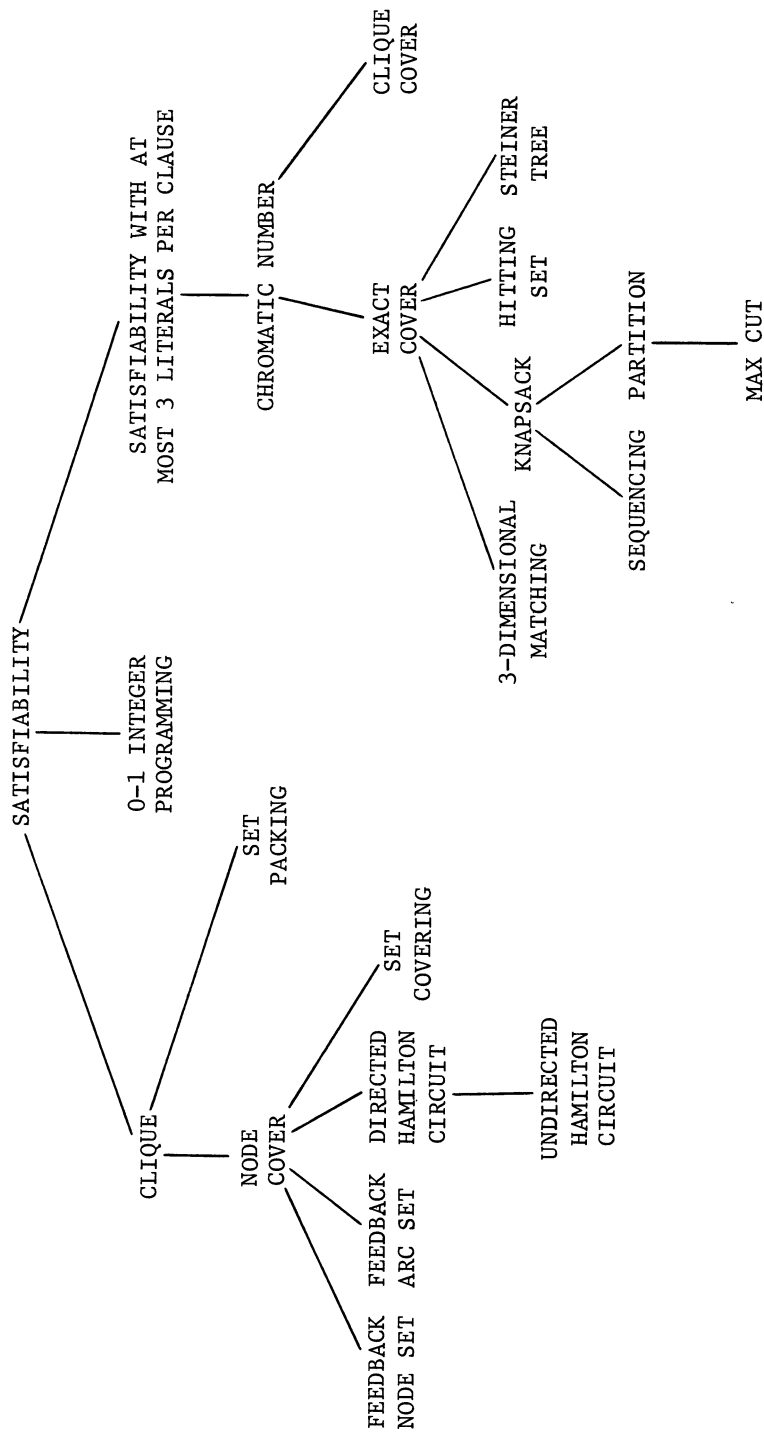 SATISFIABILITY
CLIQUE
0-1 INTEGER
PROGRAMMING
SATISFIABILITY WITH AT
MOST 3 LITERALS PER CLAUSE
NODE
COVER
SET
PACKING
CHROMATIC NUMBER
FEEDBACK
NODE SET
FEEDBACK
ARC SET
DIRECTED
HAMILTON
CIRCUIT
SET
COVERING
EXACT
COVER
CLIQUE
COVER
3-DIMENSIONAL
MATCHING
KNAPSACK
HITTING
SET
STEINER
TREE
UNDIRECTED
HAMILTON
CIRCUIT
SEQUENCING
PARTITION
MAX CUT